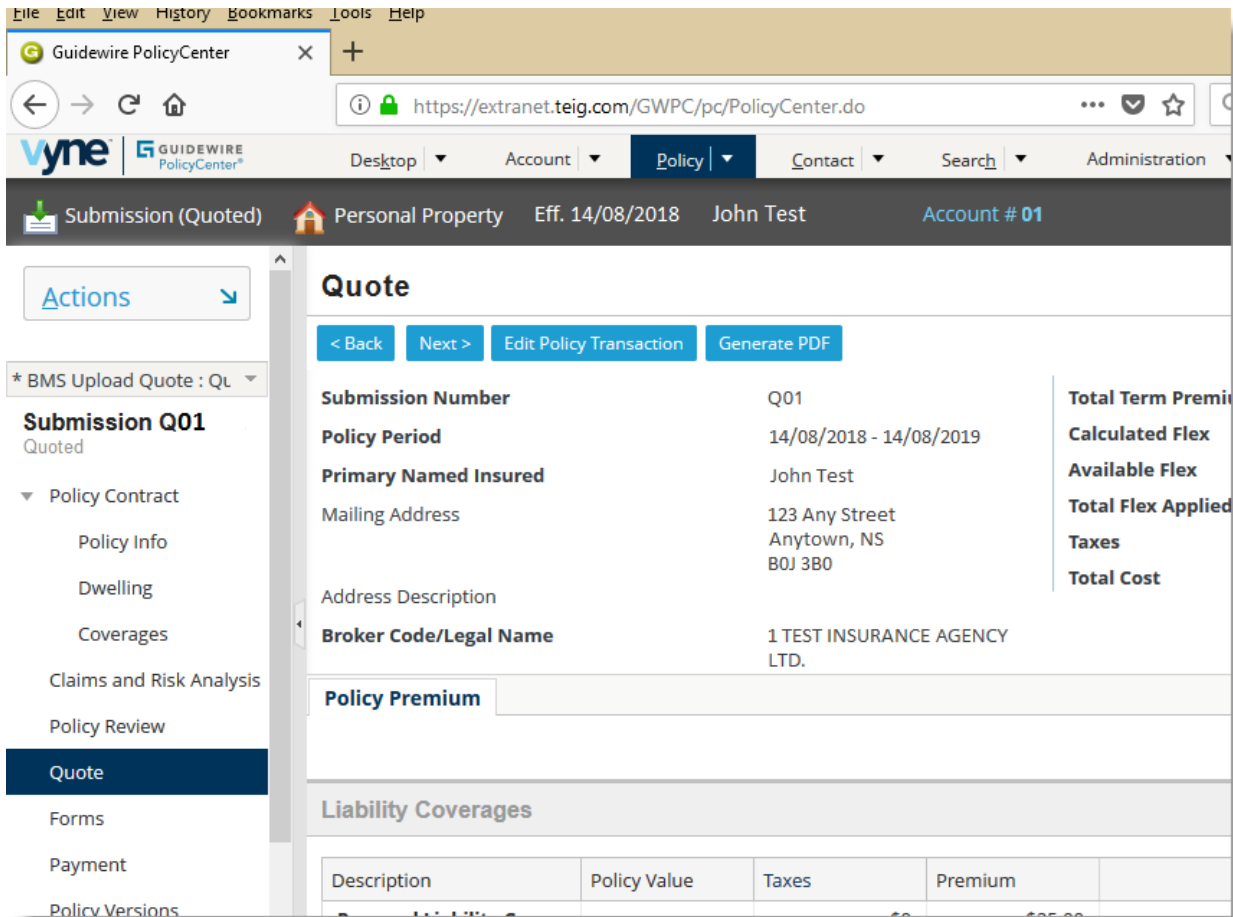 File Edit View History Bookmarks Tools Help
Guidewire PolicyCenter
https://extranet.teig.com/GWPC/pc/PolicyCenter.do
vyne GUIDEWIRE PolicyCenter® Desktop Account Policy Contact Search Administration
Submission (Quoted) Personal Property Eff. 14/08/2018 John Test Account # 01
Actions
* BMS Upload Quote : Qu
Submission Q01
Quoted
Policy Contract
Policy Info
Dwelling
Coverages
Claims and Risk Analysis
Policy Review
Quote
Forms
Payment
Policy Versions
Quote
< Back Next > Edit Policy Transaction Generate PDF
Submission Number Q01
Policy Period 14/08/2018 - 14/08/2019
Primary Named Insured John Test
Mailing Address 123 Any Street
Anytown, NS
B0J 3B0
Address Description
Broker Code/Legal Name 1 TEST INSURANCE AGENCY
LTD.
Total Term Premiu
Calculated Flex
Available Flex
Total Flex Applied
Taxes
Total Cost
Policy Premium
Liability Coverages
Description Policy Value Taxes Premium